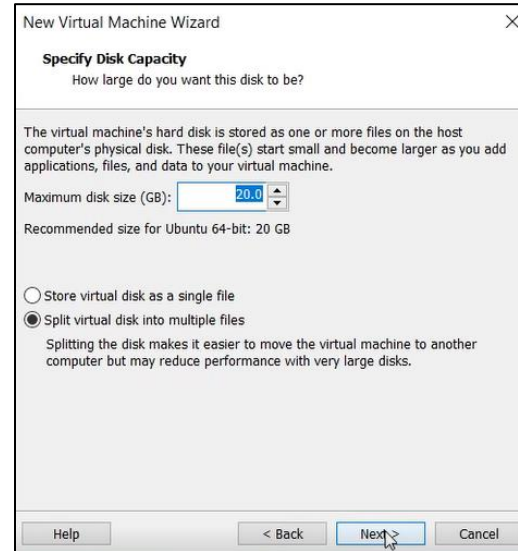 New Virtual Machine Wizard
Specify Disk Capacity
How large do you want this disk to be?
The virtual machine's hard disk is stored as one or more files on the host
computer's physical disk. These file(s) start small and become larger as you add
applications, files, and data to your virtual machine.
Maximum disk size (GB): 20.0
Recommended size for Ubuntu 64-bit: 20 GB
Store virtual disk as a single file
Split virtual disk into multiple files
Splitting the disk makes it easier to move the virtual machine to another
computer but may reduce performance with very large disks.
Help < Back Next > Cancel